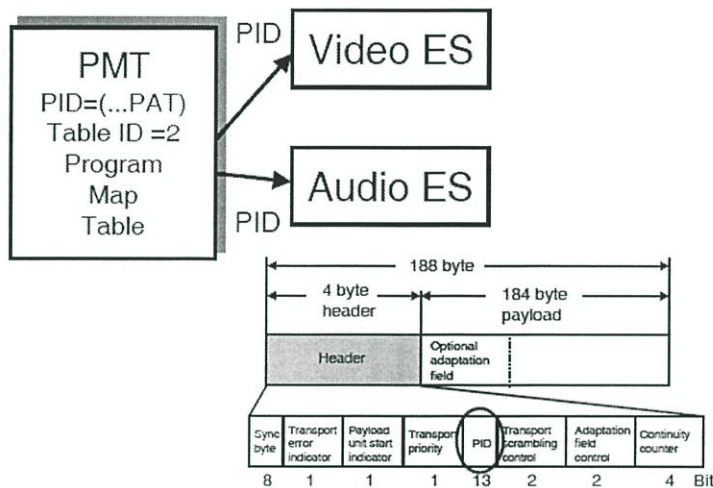 PMT
PID=(...PAT)
Table ID =2
Program
Map
Table
PID
Video ES
Audio ES
PID
188 byte
4 byte
header
184 byte
payload
Header
Optional
adaptation
field
Sync
byte
Transport
error
indicator
Payload
unit start
indicator
Transport
priority
PID
Transport
scrambling
control
Adaptation
field
control
Continuity
counter
8 1 1 1 13 2 2 4 Bit